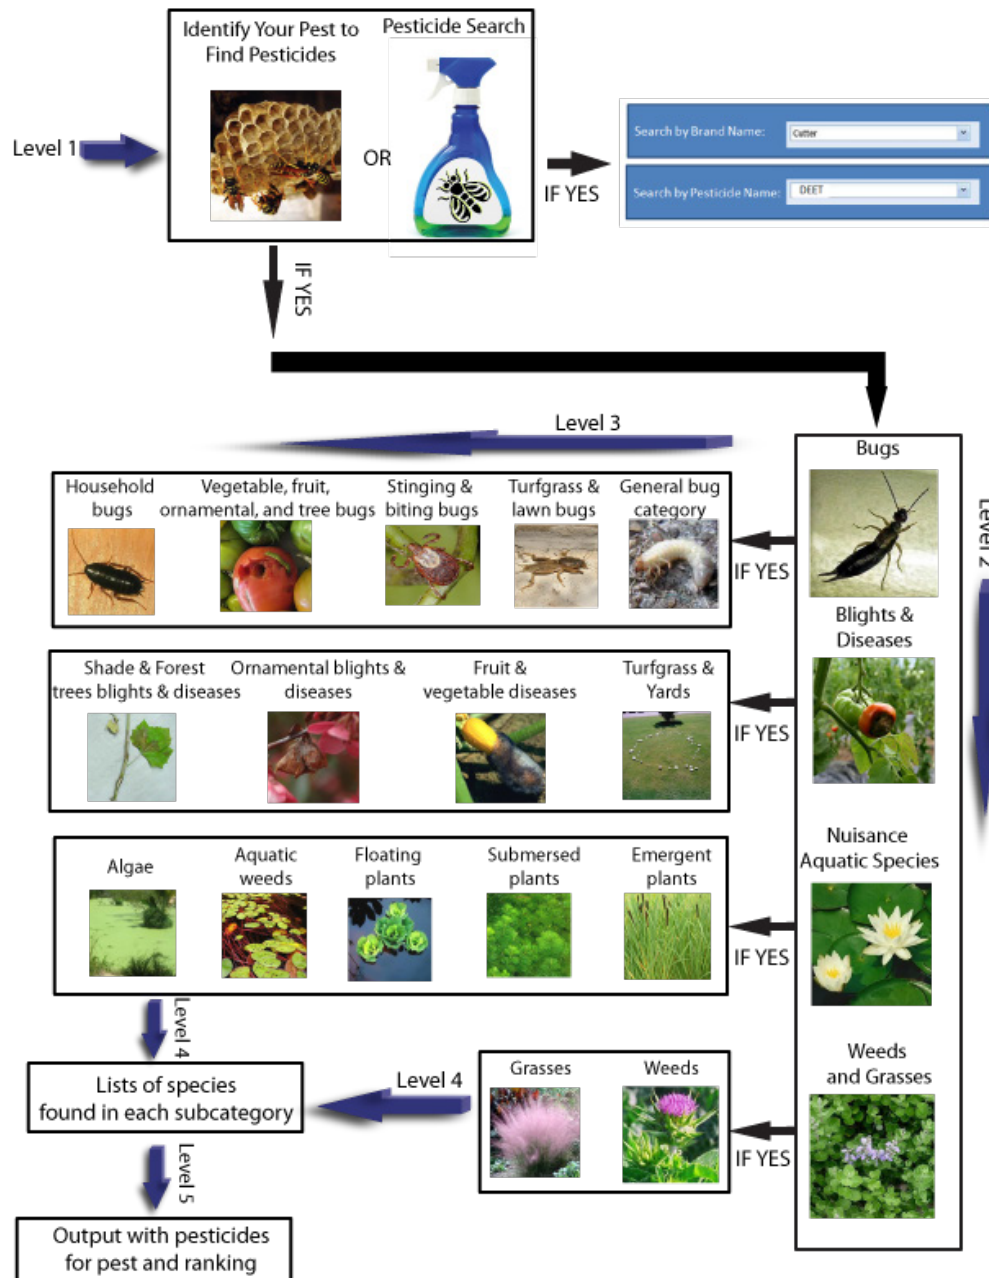 Identify Your Pest to
Find Pesticides
Pesticide Search
Level 1
OR
IF YES
Search by Brand Name:
Cutter
Search by Pesticide Name:
DEET
IF YES
Level 3
Level 2
Bugs
Household
bugs
Vegetable, fruit,
ornamental, and tree bugs
Stinging &
biting bugs
Turfgrass &
lawn bugs
General bug
category
IF YES
Blights &
Diseases
Shade & Forest
trees blights & diseases
Ornamental blights &
diseases
Fruit &
vegetable diseases
Turfgrass &
Yards
IF YES
Nuisance
Aquatic Species
Algae
Aquatic
weeds
Floating
plants
Submersed
plants
Emergent
plants
IF YES
Level 4
Weeds
and Grasses
Grasses
Weeds
IF YES
Level 4
Lists of species
found in each subcategory
Level 5
Output with pesticides
for pest and ranking